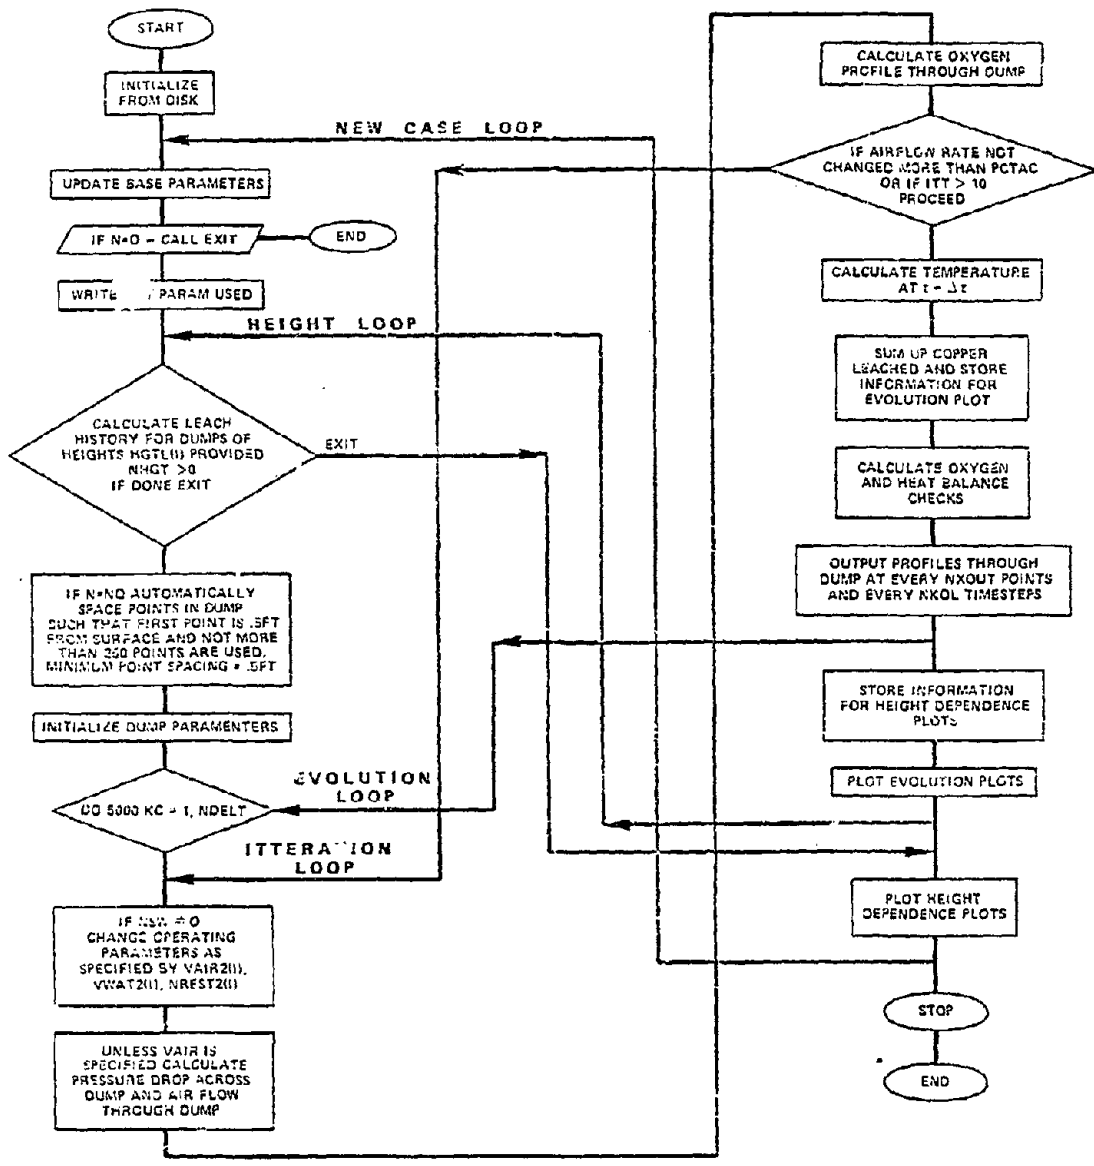 START
INITIALIZE
FROM DISK
NEW CASE LOOP
UPDATE BASE PARAMETERS
IF N=0 – CALL EXIT
END
WRITE PARAM USED
HEIGHT LOOP
CALCULATE LEACH
HISTORY FOR DUMPS OF
HEIGHTS HGTL(I) PROVIDED
NHGT >0
IF DONE EXIT
EXIT
IF N=NO AUTOMATICALLY
SPACE POINTS IN DUMP
SUCH THAT FIRST POINT IS .5FT
FROM SURFACE AND NOT MORE
THAN 350 POINTS ARE USED.
MINIMUM POINT SPACING = .5FT
INITIALIZE DUMP PARAMENTERS
EVOLUTION
LOOP
DO 5000 KC = 1, NDELT
ITTERATION
LOOP
IF ≠ 0
CHANGE OPERATING
PARAMETERS AS
SPECIFIED BY VAIR2(I),
VWAT2(I), NREST2(I)
UNLESS VAIR IS
SPECIFIED CALCULATE
PRESSURE DROP ACROSS
DUMP AND AIR FLOW
THROUGH DUMP
CALCULATE OXYGEN
PROFILE THROUGH DUMP
IF AIRFLOW RATE NOT
CHANGED MORE THAN PCTAC
OR IF ITT > 10
PROCEED
CALCULATE TEMPERATURE
AT t – Δt
SUM UP COPPER
LEACHED AND STORE
INFORMATION FOR
EVOLUTION PLOT
CALCULATE OXYGEN
AND HEAT BALANCE
CHECKS
OUTPUT PROFILES THROUGH
DUMP AT EVERY NXOUT POINTS
AND EVERY NKOL TIMESTEPS
STORE INFORMATION
FOR HEIGHT DEPENDENCE
PLOTS
PLOT EVOLUTION PLOTS
PLOT HEIGHT
DEPENDENCE PLOTS
STOP
END